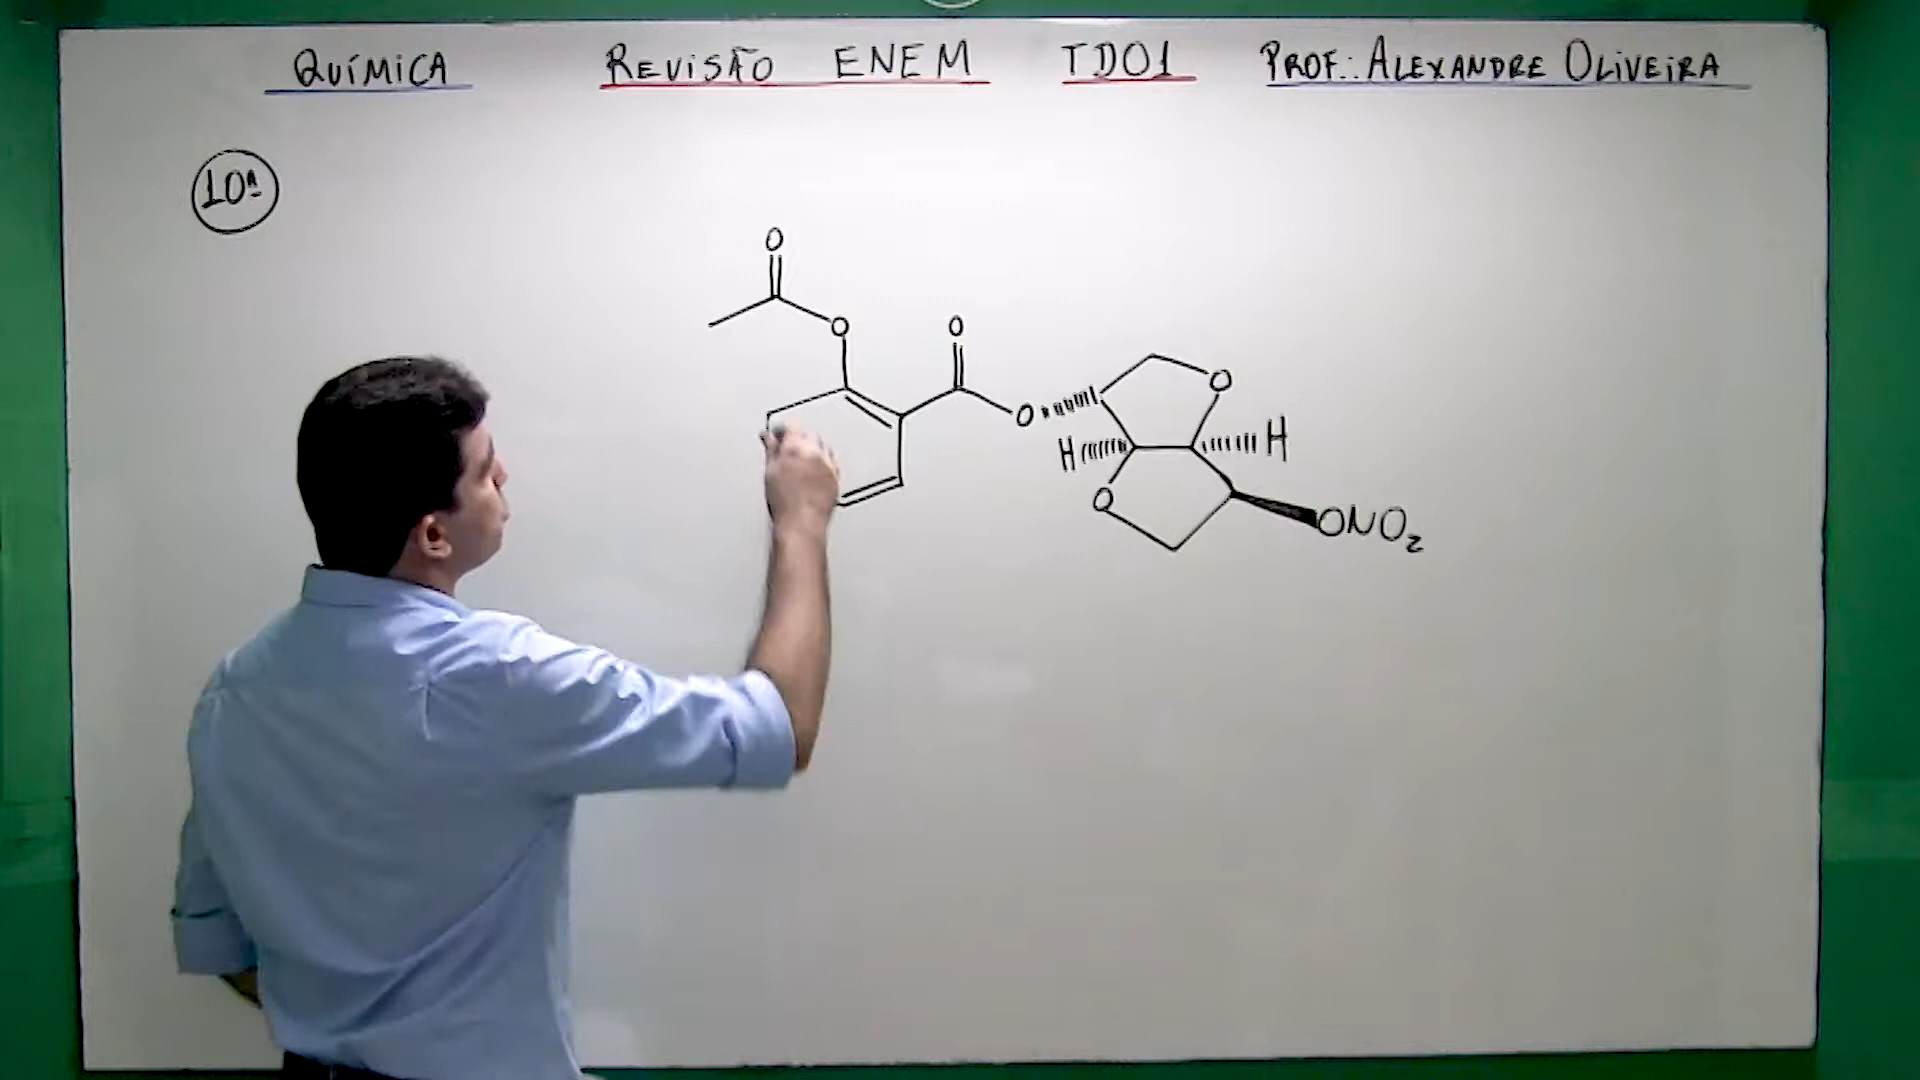 QUÍMICA REVISÃO ENEM TD01 PROF.: ALEXANDRE OLIVEIRA
10ª
O
O
O
O
O
H
H
O
ONO₂